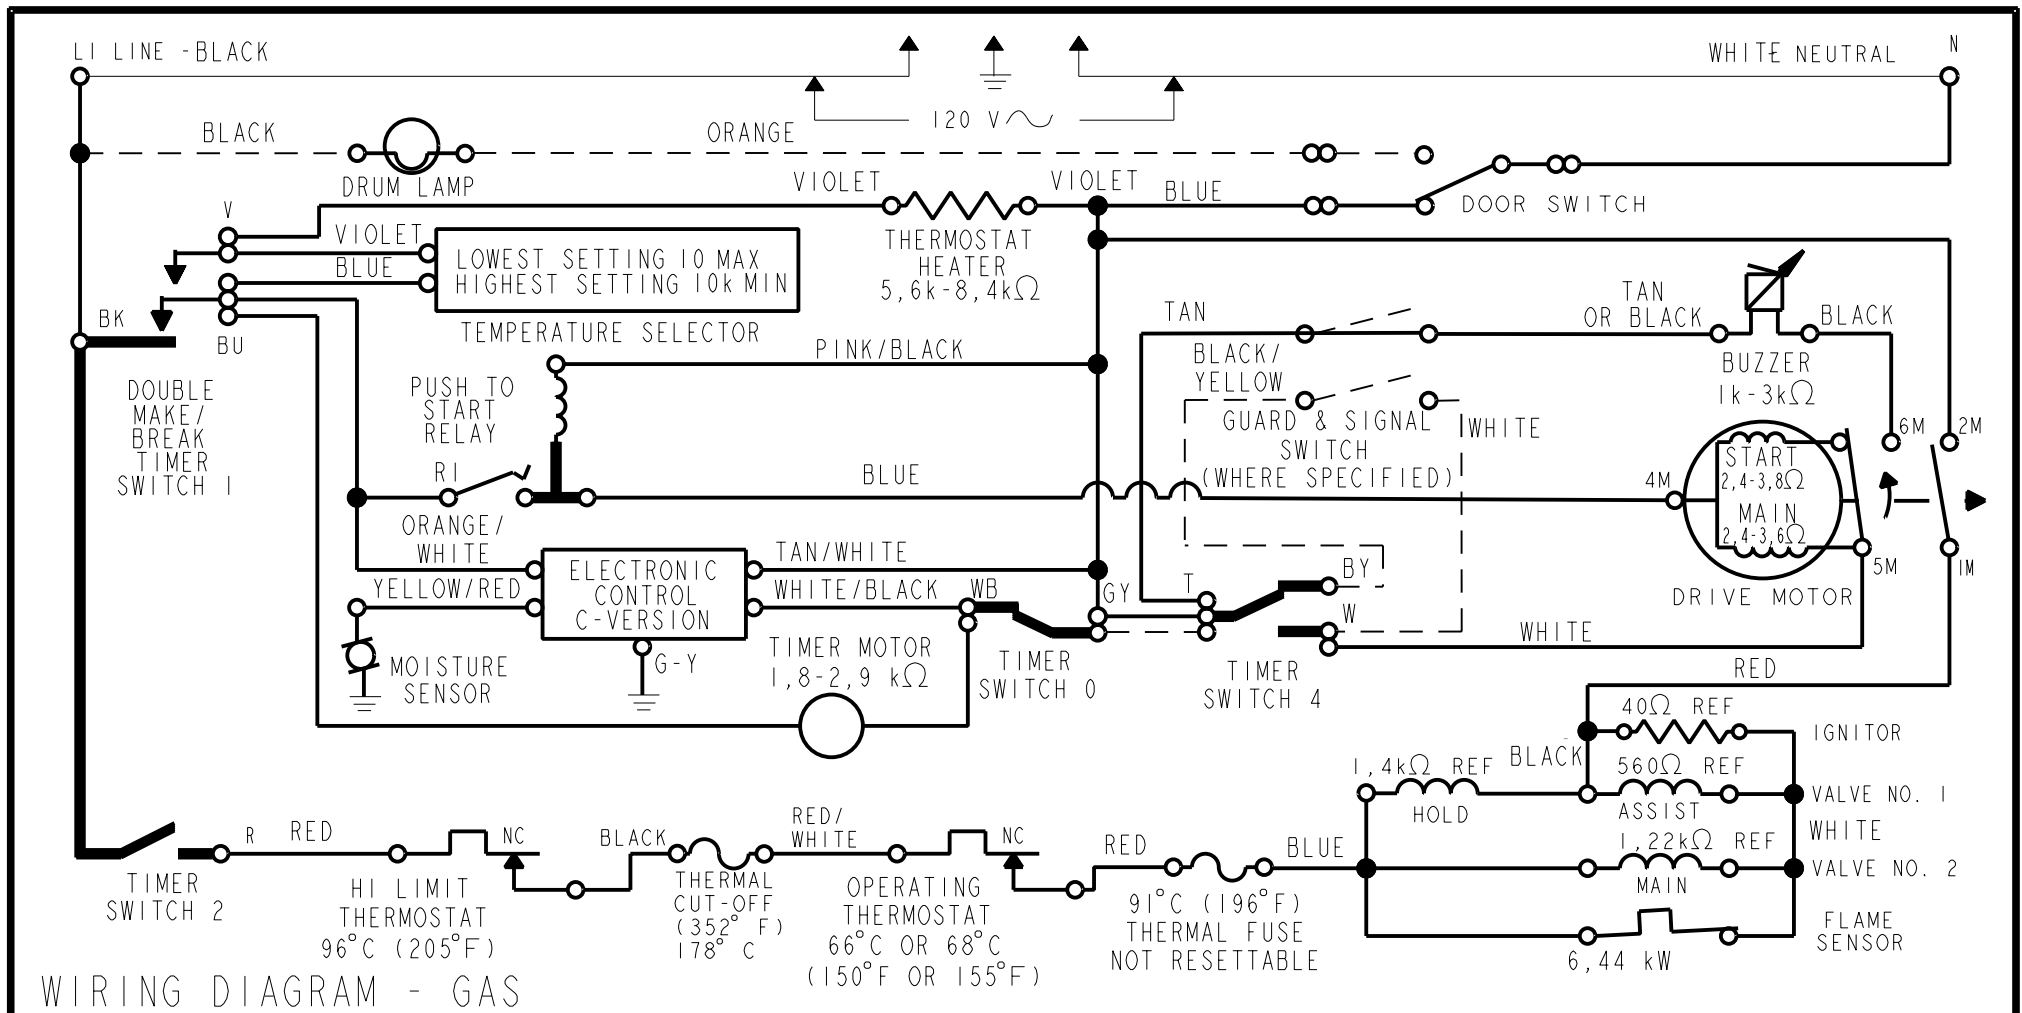 LI LINE -BLACK
WHITE NEUTRAL
N
120 V
BLACK
ORANGE
DRUM LAMP
VIOLET
VIOLET
BLUE
DOOR SWITCH
V
VIOLET
BLUE
LOWEST SETTING 10 MAX
HIGHEST SETTING 10k MIN
TEMPERATURE SELECTOR
THERMOSTAT
HEATER
5,6k-8,4kΩ
BK
BU
DOUBLE
MAKE/
BREAK
TIMER
SWITCH 1
PINK/BLACK
PUSH TO
START
RELAY
R1
BLUE
TAN
BLACK/
YELLOW
GUARD & SIGNAL
SWITCH
(WHERE SPECIFIED)
WHITE
TAN
OR BLACK
BLACK
BUZZER
1k-3kΩ
6M
2M
START
2,4-3,8Ω
MAIN
2,4-3,6Ω
4M
5M
1M
DRIVE MOTOR
ORANGE/
WHITE
YELLOW/RED
ELECTRONIC
CONTROL
C-VERSION
TAN/WHITE
WHITE/BLACK
WB
GY
T
BY
W
MOISTURE
SENSOR
G-Y
TIMER MOTOR
1,8-2,9 kΩ
TIMER
SWITCH 0
TIMER
SWITCH 4
WHITE
RED
40Ω REF
IGNITOR
BLACK
1,4kΩ REF
HOLD
560Ω REF
ASSIST
VALVE NO. 1
WHITE
1,22kΩ REF
MAIN
VALVE NO. 2
FLAME
SENSOR
6,44 kW
TIMER
SWITCH 2
R
RED
NC
HI LIMIT
THERMOSTAT
96°C (205°F)
BLACK
THERMAL
CUT-OFF
(352° F)
178° C
RED/
WHITE
NC
OPERATING
THERMOSTAT
66°C OR 68°C
(150°F OR 155°F)
RED
91°C (196°F)
THERMAL FUSE
NOT RESETTABLE
BLUE
WIRING DIAGRAM - GAS